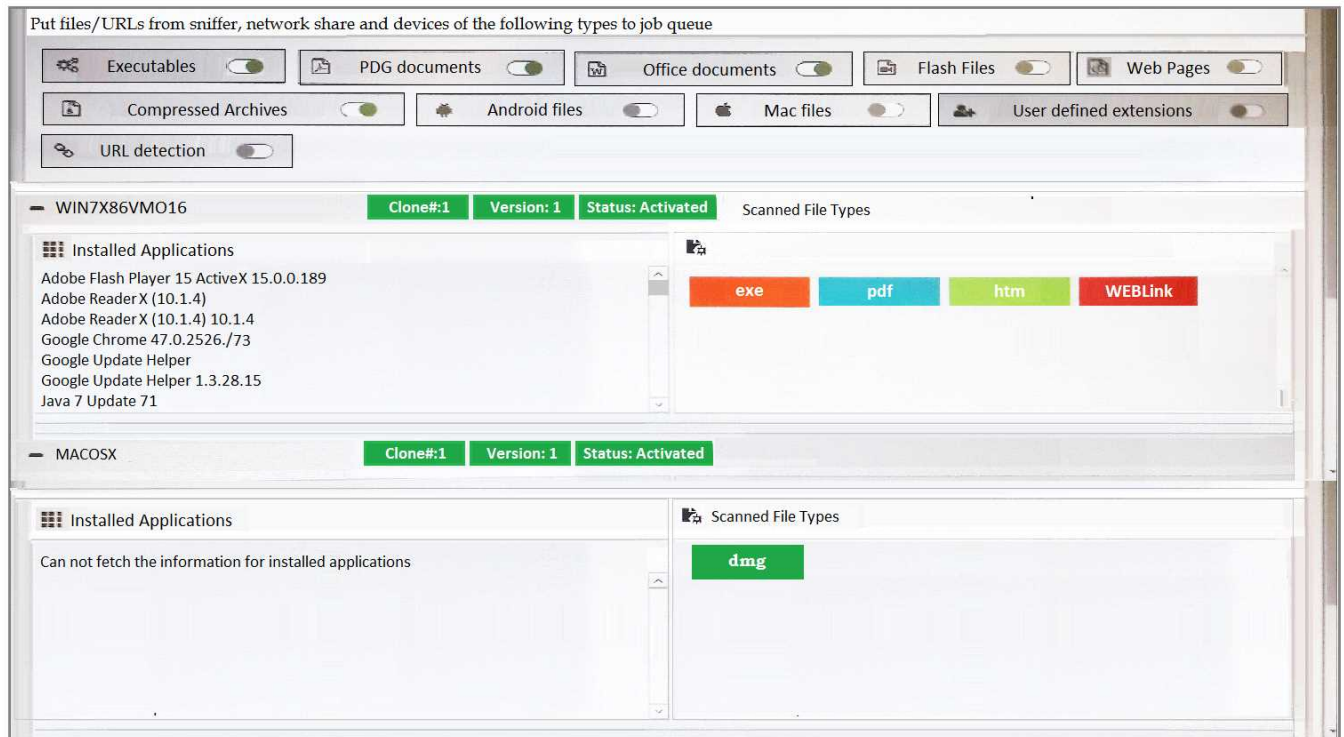 Put files/URLs from sniffer, network share and devices of the following types to job queue
Executables PDG documents Office documents Flash Files Web Pages
Compressed Archives Android files Mac files User defined extensions
URL detection
WIN7X86VMO16 Clone#:1 Version: 1 Status: Activated Scanned File Types
Installed Applications
Adobe Flash Player 15 ActiveX 15.0.0.189
Adobe Reader X (10.1.4)
Adobe Reader X (10.1.4) 10.1.4
Google Chrome 47.0.2526./73
Google Update Helper
Google Update Helper 1.3.28.15
Java 7 Update 71
exe pdf htm WEBLink
MACOSX Clone#:1 Version: 1 Status: Activated
Installed Applications Scanned File Types
Can not fetch the information for installed applications
dmg